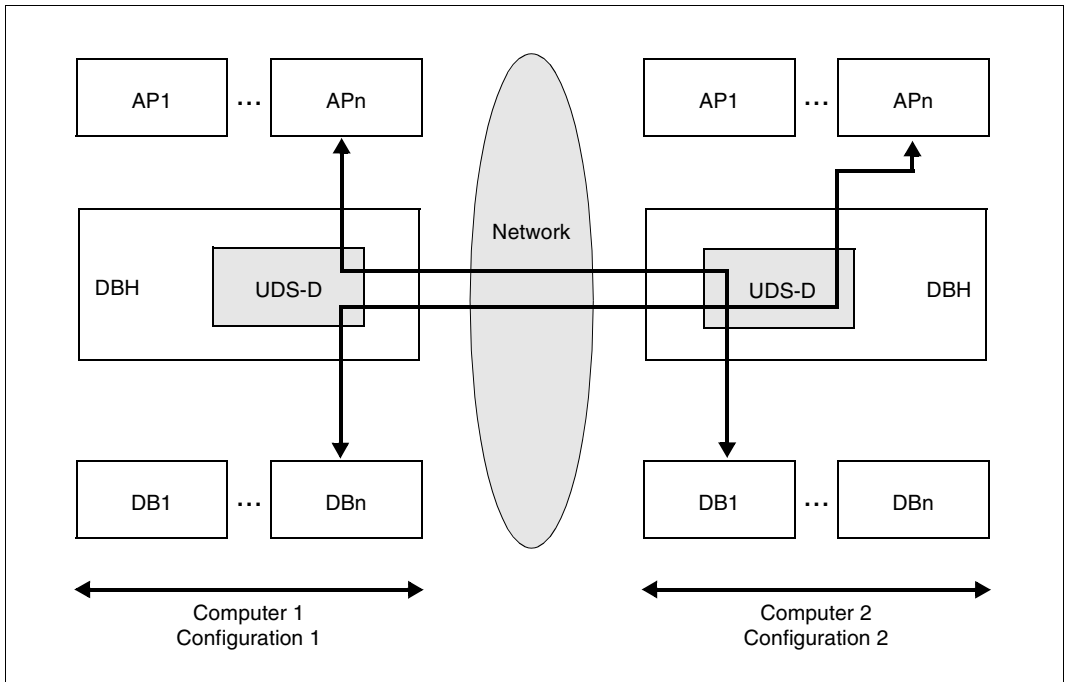 AP1 ... APn AP1 ... APn
Network
DBH UDS-D UDS-D DBH
DB1 ... DBn DB1 ... DBn
Computer 1
Configuration 1
Computer 2
Configuration 2